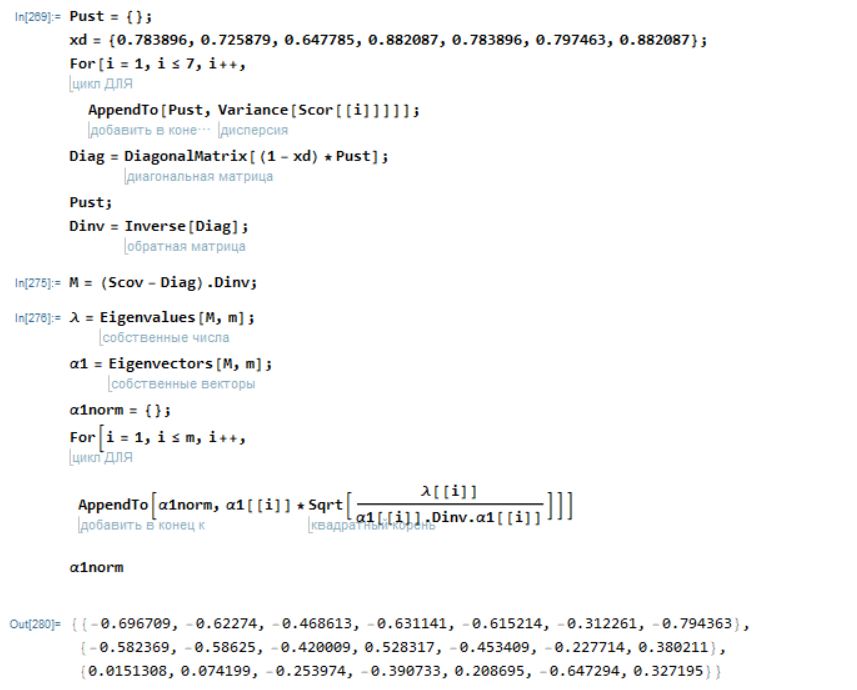 In[269]:= Pust = {};
xd = {0.783896, 0.725879, 0.647785, 0.882087, 0.783896, 0.797463, 0.882087};
For[i = 1, i ≤ 7, i++,
цикл ДЛЯ
AppendTo[Pust, Variance[Scor[[i]]]]];
добавить в коне⋯ дисперсия
Diag = DiagonalMatrix[(1 - xd) * Pust];
диагональная матрица
Pust;
Dinv = Inverse[Diag];
обратная матрица
In[275]:= M = (Scov - Diag).Dinv;
In[276]:= λ = Eigenvalues[M, m];
собственные числа
α1 = Eigenvectors[M, m];
собственные векторы
α1norm = {};
For[i = 1, i ≤ m, i++,
цикл ДЛЯ
AppendTo[α1norm, α1[[i]] * Sqrt[λ[[i]] / α1[[i]].Dinv.α1[[i]]]]]
добавить в конец к квадратный корень
α1norm
Out[280]= {{-0.696709, -0.62274, -0.468613, -0.631141, -0.615214, -0.312261, -0.794363},
{-0.582369, -0.58625, -0.420009, 0.528317, -0.453409, -0.227714, 0.380211},
{0.0151308, 0.074199, -0.253974, -0.390733, 0.208695, -0.647294, 0.327195}}